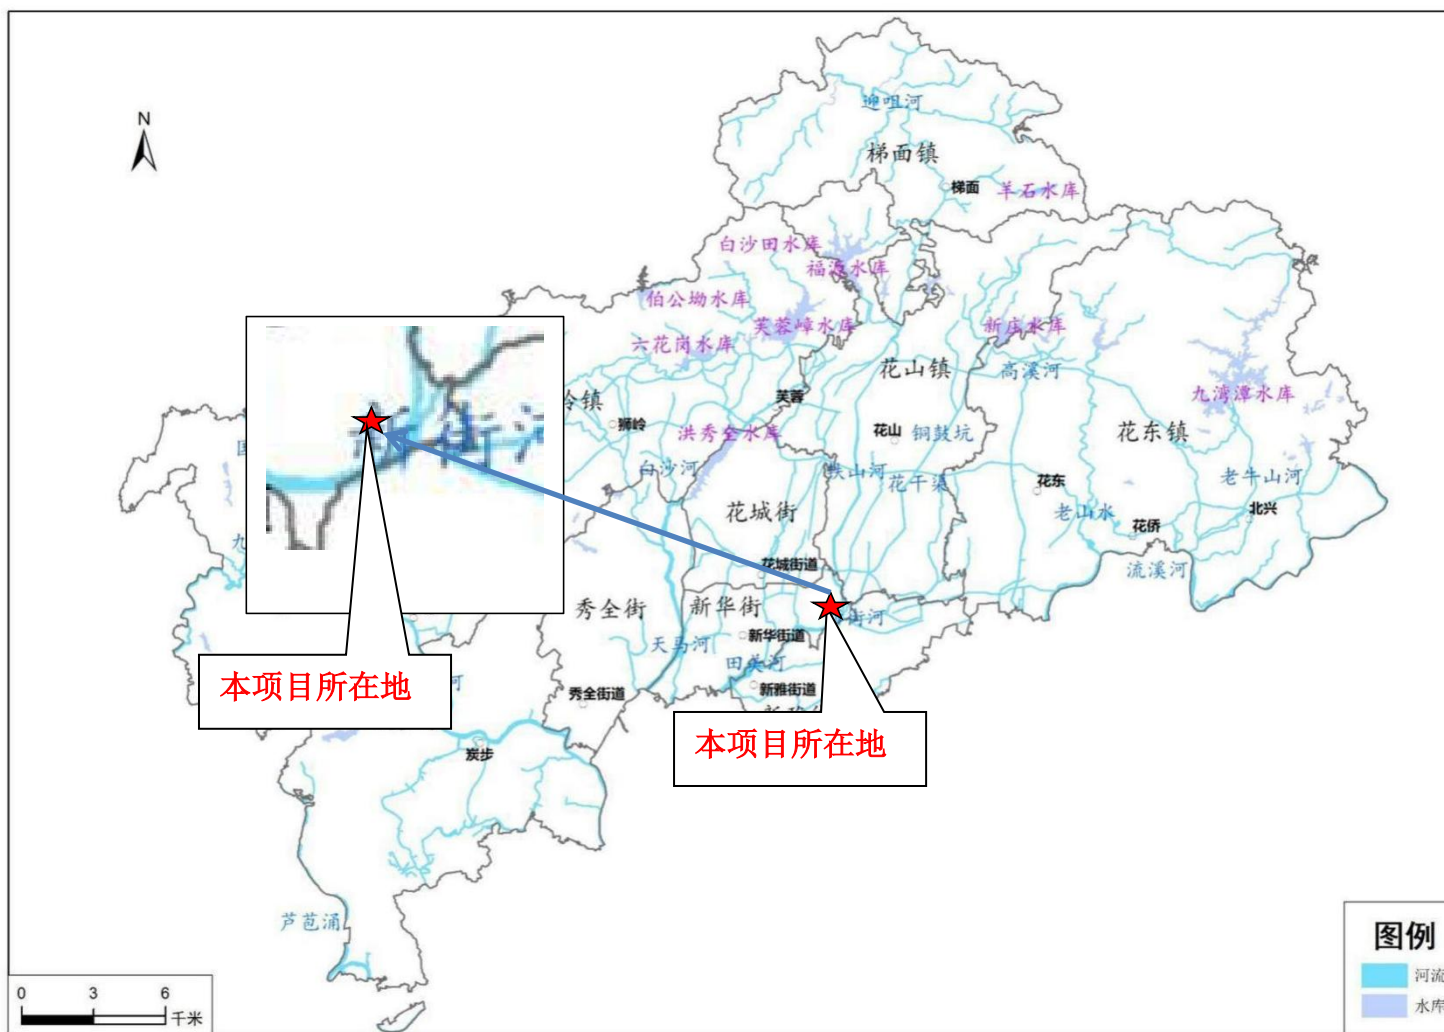 N
迎咀河
梯面镇
梯面
羊石水库
白沙田水库
福源水库
伯公坳水库
芙蓉嶂水库
六花岗水库
新庄水库
花山镇
高溪河
九湾潭水库
芙蓉
岭镇
狮岭
洪秀全水库
花山
铜鼓坑
花东镇
白沙河
铁山河
花干渠
花东
老牛山河
花城街
老山水
北兴
花侨
九
花城街道
流溪河
秀全街
新华街
街河
天马河
新华街道
田美河
本项目所在地
河
秀全街道
新雅街道
本项目所在地
炭步
芦苞涌
图例
河流
水库
0 3 6
千米